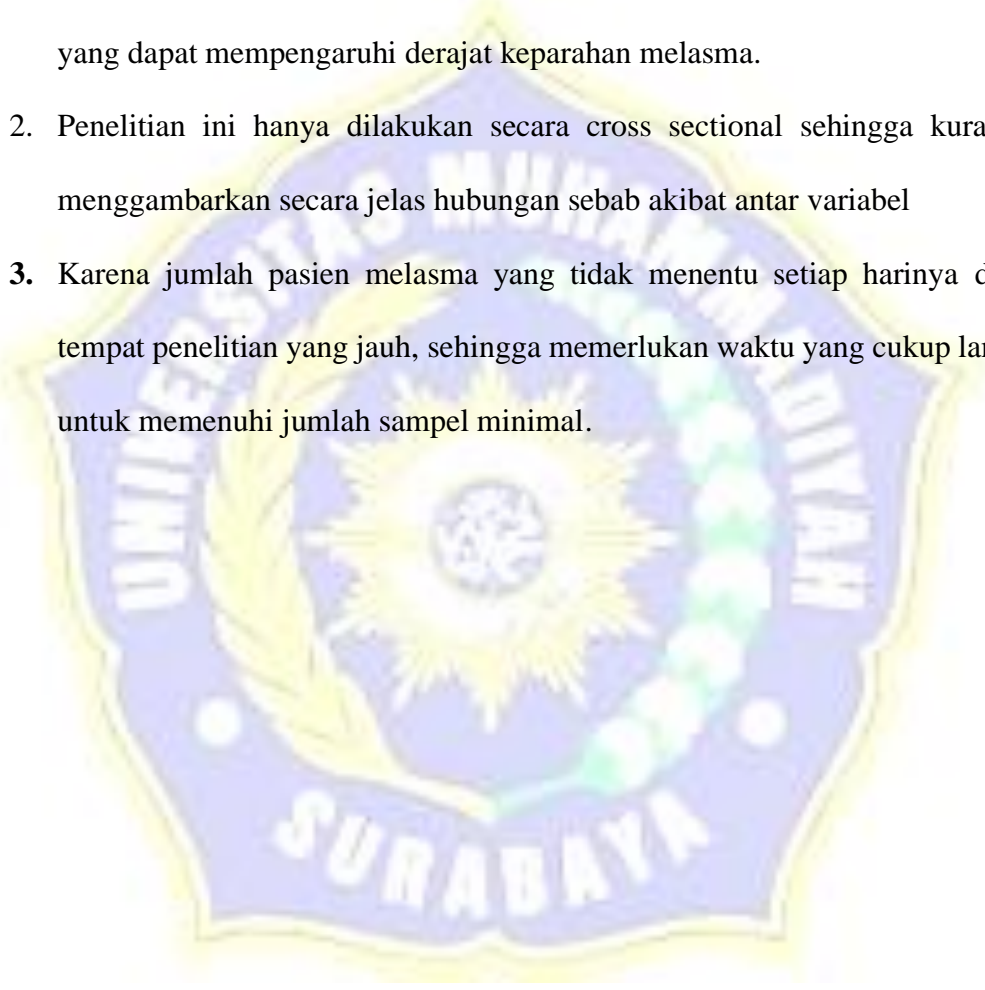 yang dapat mempengaruhi derajat keparahan melasma.
2. Penelitian ini hanya dilakukan secara cross sectional sehingga
menggambarkan secara jelas hubungan sebab akibat antar variabel
3. Karena jumlah pasien melasma yang tidak menentu setiap harinya
tempat penelitian yang jauh, sehingga memerlukan waktu yang cukup
untuk memenuhi jumlah sampel minimal.
UNIVERSITAS MUHAMMADIYAH
SURABAYA